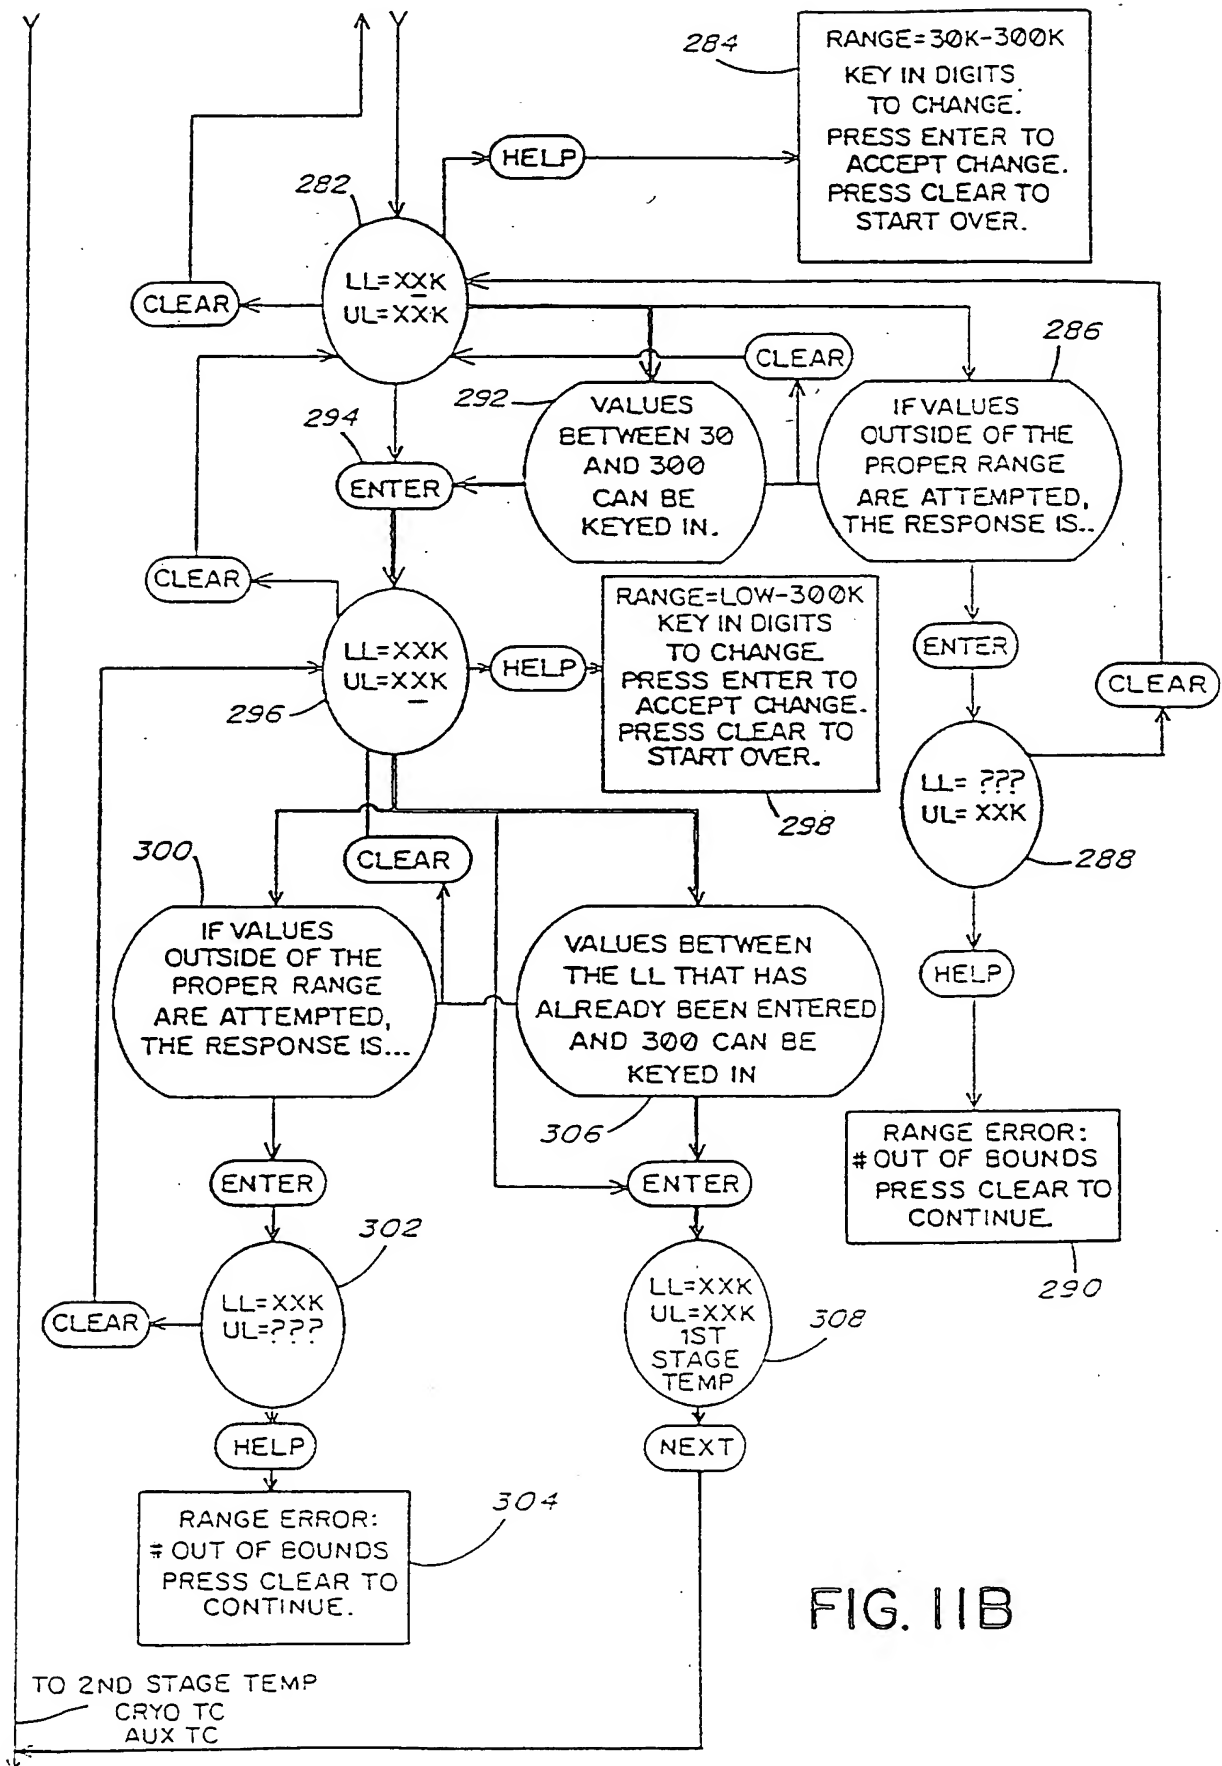 284
RANGE=30K-300K
KEY IN DIGITS
TO CHANGE.
PRESS ENTER TO
ACCEPT CHANGE.
PRESS CLEAR TO
START OVER.
HELP
282
LL=XXK
UL=XXK
CLEAR
CLEAR
286
292
VALUES
BETWEEN 30
AND 300
CAN BE
KEYED IN.
IF VALUES
OUTSIDE OF THE
PROPER RANGE
ARE ATTEMPTED,
THE RESPONSE IS..
294
ENTER
CLEAR
RANGE=LOW-300K
KEY IN DIGITS
TO CHANGE.
PRESS ENTER TO
ACCEPT CHANGE.
PRESS CLEAR TO
START OVER.
298
LL=XXK
UL=XXK
296
HELP
ENTER
CLEAR
LL= ???
UL= XXK
288
300
CLEAR
IF VALUES
OUTSIDE OF THE
PROPER RANGE
ARE ATTEMPTED,
THE RESPONSE IS...
VALUES BETWEEN
THE LL THAT HAS
ALREADY BEEN ENTERED
AND 300 CAN BE
KEYED IN
306
HELP
RANGE ERROR:
# OUT OF BOUNDS
PRESS CLEAR TO
CONTINUE.
290
ENTER
ENTER
302
LL=XXK
UL=???
CLEAR
LL=XXK
UL=XXK
1ST
STAGE
TEMP
308
HELP
NEXT
RANGE ERROR:
# OUT OF BOUNDS
PRESS CLEAR TO
CONTINUE.
304
FIG. 11B
TO 2ND STAGE TEMP
CRYO TC
AUX TC